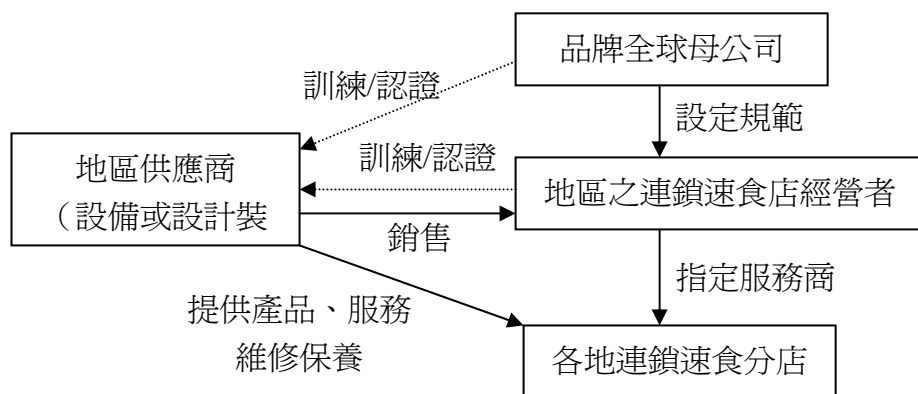 品牌全球母公司
訓練/認證
設定規範
地區供應商
（設備或設計裝
訓練/認證
地區之連鎖速食店經營者
銷售
指定服務商
提供產品、服務
維修保養
各地連鎖速食分店